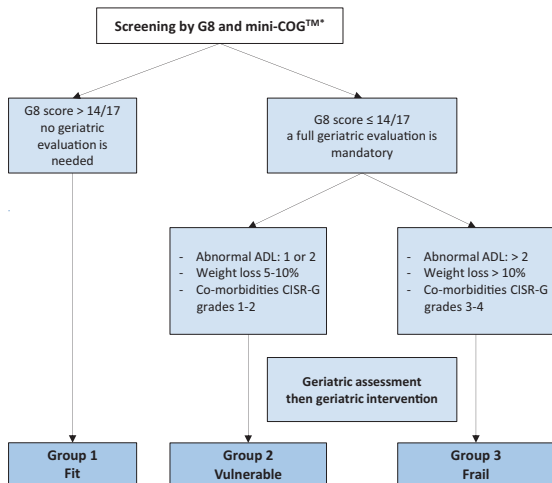 Screening by G8 and mini-COG™*
G8 score > 14/17
no geriatric
evaluation is
needed
G8 score ≤ 14/17
a full geriatric evaluation is
mandatory
- Abnormal ADL: 1 or 2
- Weight loss 5-10%
- Co-morbidities CISR-G
grades 1-2
- Abnormal ADL: > 2
- Weight loss > 10%
- Co-morbidities CISR-G
grades 3-4
Geriatric assessment
then geriatric intervention
Group 1
Fit
Group 2
Vulnerable
Group 3
Frail